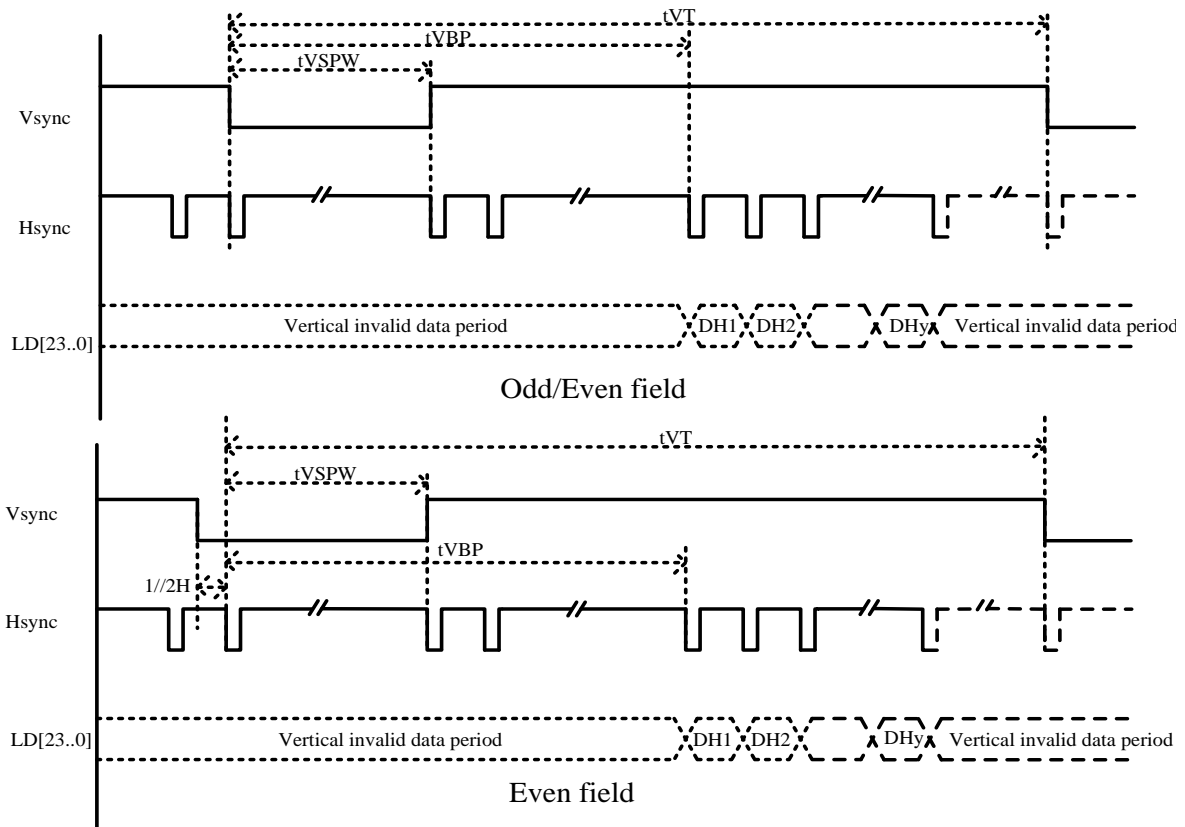 tVT
tVBP
tVSPW
Vsync
Hsync
LD[23..0]
Vertical invalid data period
DH1
DH2
DHy
Vertical invalid data period
Odd/Even field
tVT
tVSPW
Vsync
tVBP
1//2H
Hsync
LD[23..0]
Vertical invalid data period
DH1
DH2
DHy
Vertical invalid data period
Even field